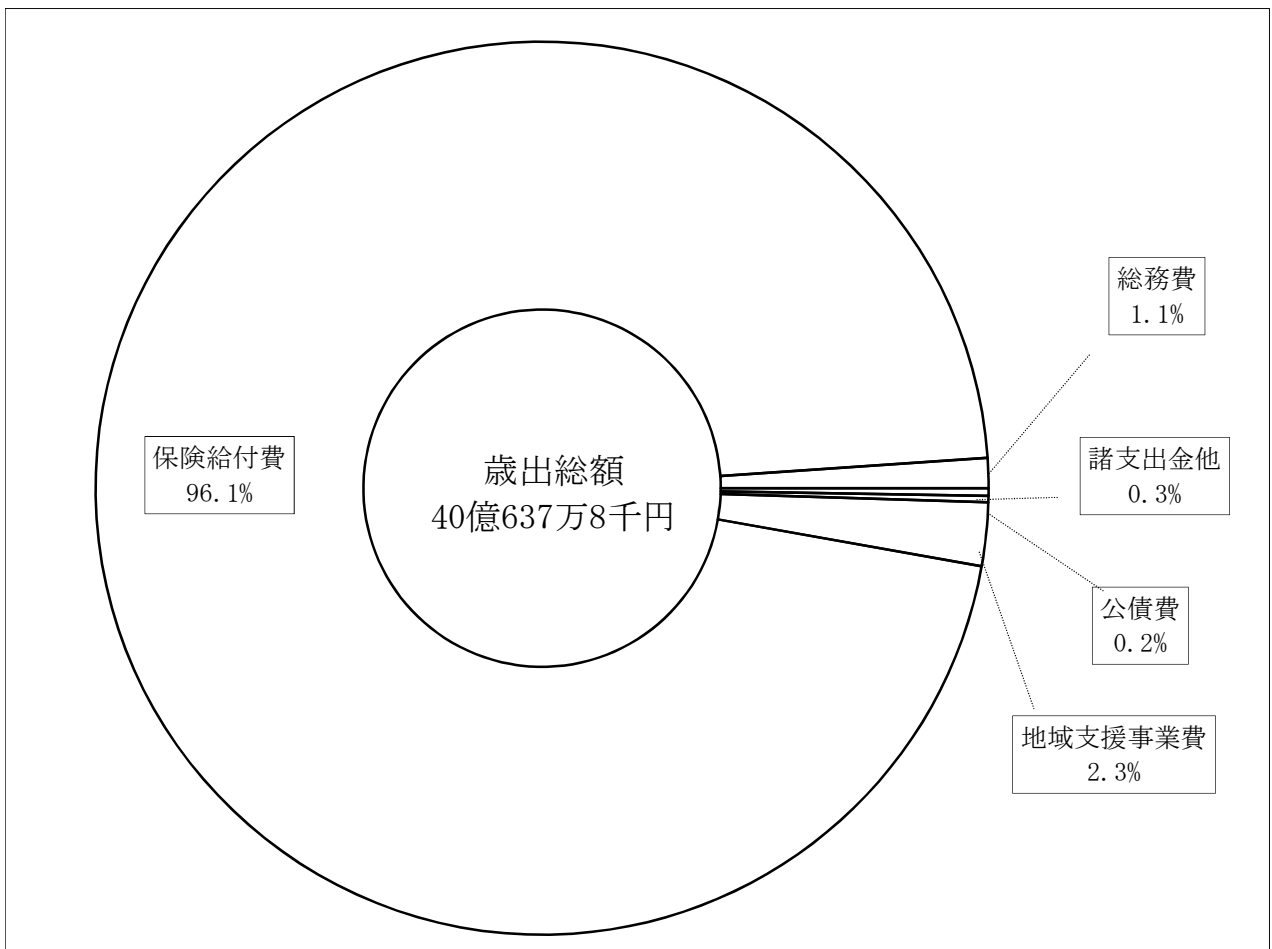 総務費
1.1%
保険給付費
96.1%
歳出総額
40億637万8千円
諸支出金他
0.3%
公債費
0.2%
地域支援事業費
2.3%